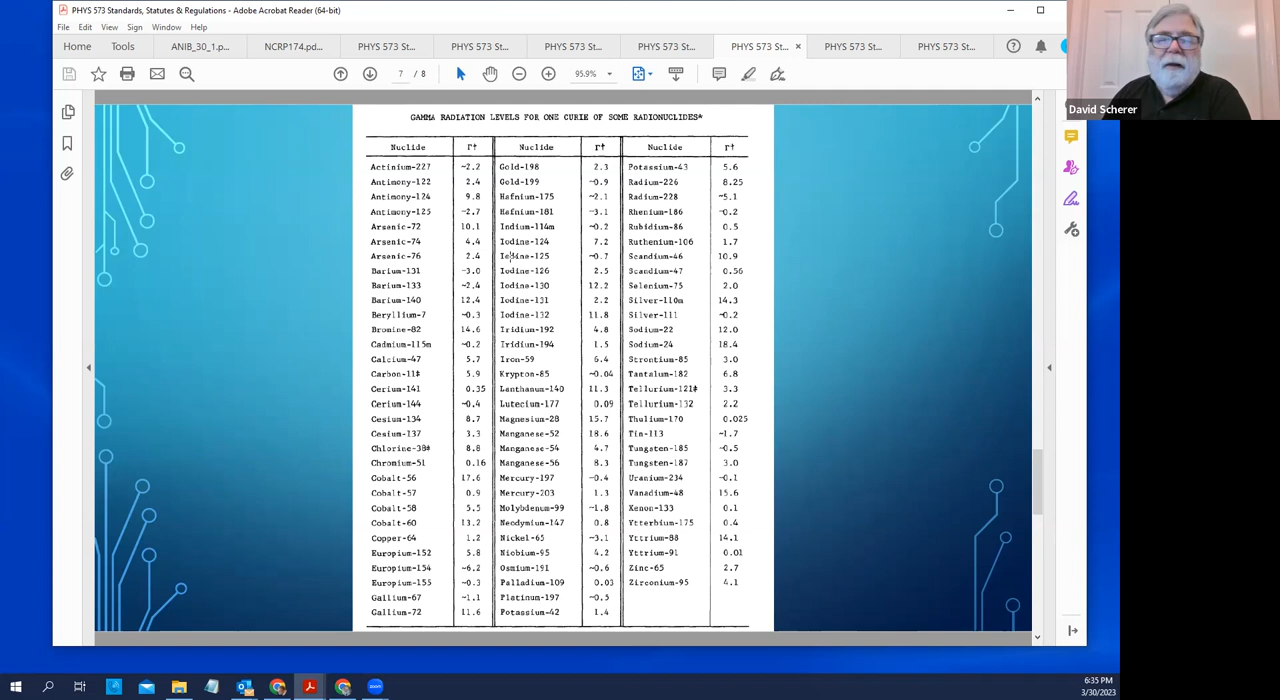 PHYS 573 Standards, Statutes & Regulations - Adobe Acrobat Reader (64-bit)
File Edit View Sign Window Help
Home Tools ANIB_30_1.p... NCRP174.pd... PHYS 573 St... PHYS 573 St... PHYS 573 St... PHYS 573 St... PHYS 573 St... × PHYS 573 St... PHYS 573 St...
7 / 8 95.9%
David Scherer
GAMMA RADIATION LEVELS FOR ONE CURIE OF SOME RADIONUCLIDES*
Nuclide Γ† Nuclide Γ† Nuclide Γ†
Actinium-227 ~2.2 Gold-198 2.3 Potassium-43 5.6
Antimony-122 2.4 Gold-199 ~0.9 Radium-226 8.25
Antimony-124 9.8 Hafnium-175 ~2.1 Radium-228 ~5.1
Antimony-125 ~2.7 Hafnium-181 ~3.1 Rhenium-186 ~0.2
Arsenic-72 10.1 Indium-114m ~0.2 Rubidium-86 0.5
Arsenic-74 4.4 Iodine-124 7.2 Ruthenium-106 1.7
Arsenic-76 2.4 Iodine-125 ~0.7 Scandium-46 10.9
Barium-131 ~3.0 Iodine-126 2.5 Scandium-47 0.56
Barium-133 ~2.4 Iodine-130 12.2 Selenium-75 2.0
Barium-140 12.4 Iodine-131 2.2 Silver-110m 14.3
Beryllium-7 ~0.3 Iodine-132 11.8 Silver-111 ~0.2
Bromine-82 14.6 Iridium-192 4.8 Sodium-22 12.0
Cadmium-115m ~0.2 Iridium-194 1.5 Sodium-24 18.4
Calcium-47 5.7 Iron-59 6.4 Strontium-85 3.0
Carbon-11‡ 5.9 Krypton-85 ~0.04 Tantalum-182 6.8
Cerium-141 0.35 Lanthanum-140 11.3 Tellurium-121‡ 3.3
Cerium-144 ~0.4 Lutecium-177 0.09 Tellurium-132 2.2
Cesium-134 8.7 Magnesium-28 15.7 Thulium-170 0.025
Cesium-137 3.3 Manganese-52 18.6 Tin-113 ~1.7
Chlorine-38‡ 8.8 Manganese-54 4.7 Tungsten-185 ~0.5
Chromium-51 0.16 Manganese-56 8.3 Tungsten-187 3.0
Cobalt-56 17.6 Mercury-197 ~0.4 Uranium-234 ~0.1
Cobalt-57 0.9 Mercury-203 1.3 Vanadium-48 15.6
Cobalt-58 5.5 Molybdenum-99 ~1.8 Xenon-133 0.1
Cobalt-60 13.2 Neodymium-147 0.8 Ytterbium-175 0.4
Copper-64 1.2 Nickel-65 ~3.1 Yttrium-88 14.1
Europium-152 5.8 Niobium-95 4.2 Yttrium-91 0.01
Europium-154 ~6.2 Osmium-191 ~0.6 Zinc-65 2.7
Europium-155 ~0.3 Palladium-109 0.03 Zirconium-95 4.1
Gallium-67 ~1.1 Platinum-197 ~0.5
Gallium-72 11.6 Potassium-42 1.4
zoom
6:35 PM
3/30/2023